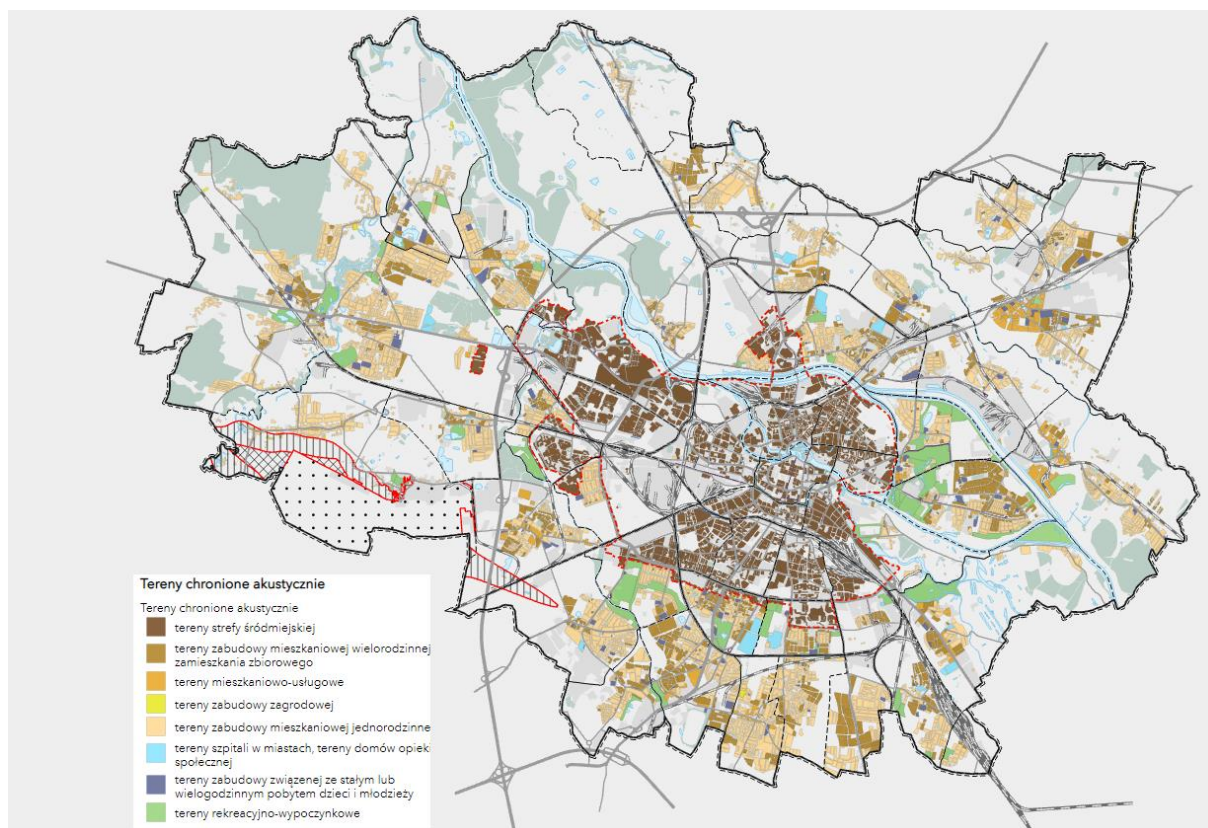 Tereny chronione akustycznie
Tereny chronione akustycznie
tereny strefy śródmiejskiej
tereny zabudowy mieszkaniowej wielorodzinnej
zamieszkania zbiorowego
tereny mieszkaniowo-usługowe
tereny zabudowy zagrodowej
tereny zabudowy mieszkaniowej jednorodzinne
tereny szpitali w miastach, tereny domów opieki
społecznej
tereny zabudowy związenej ze stałym lub
wielogodzinnym pobytem dzieci i młodzieży
tereny rekreacyjno-wypoczynkowe